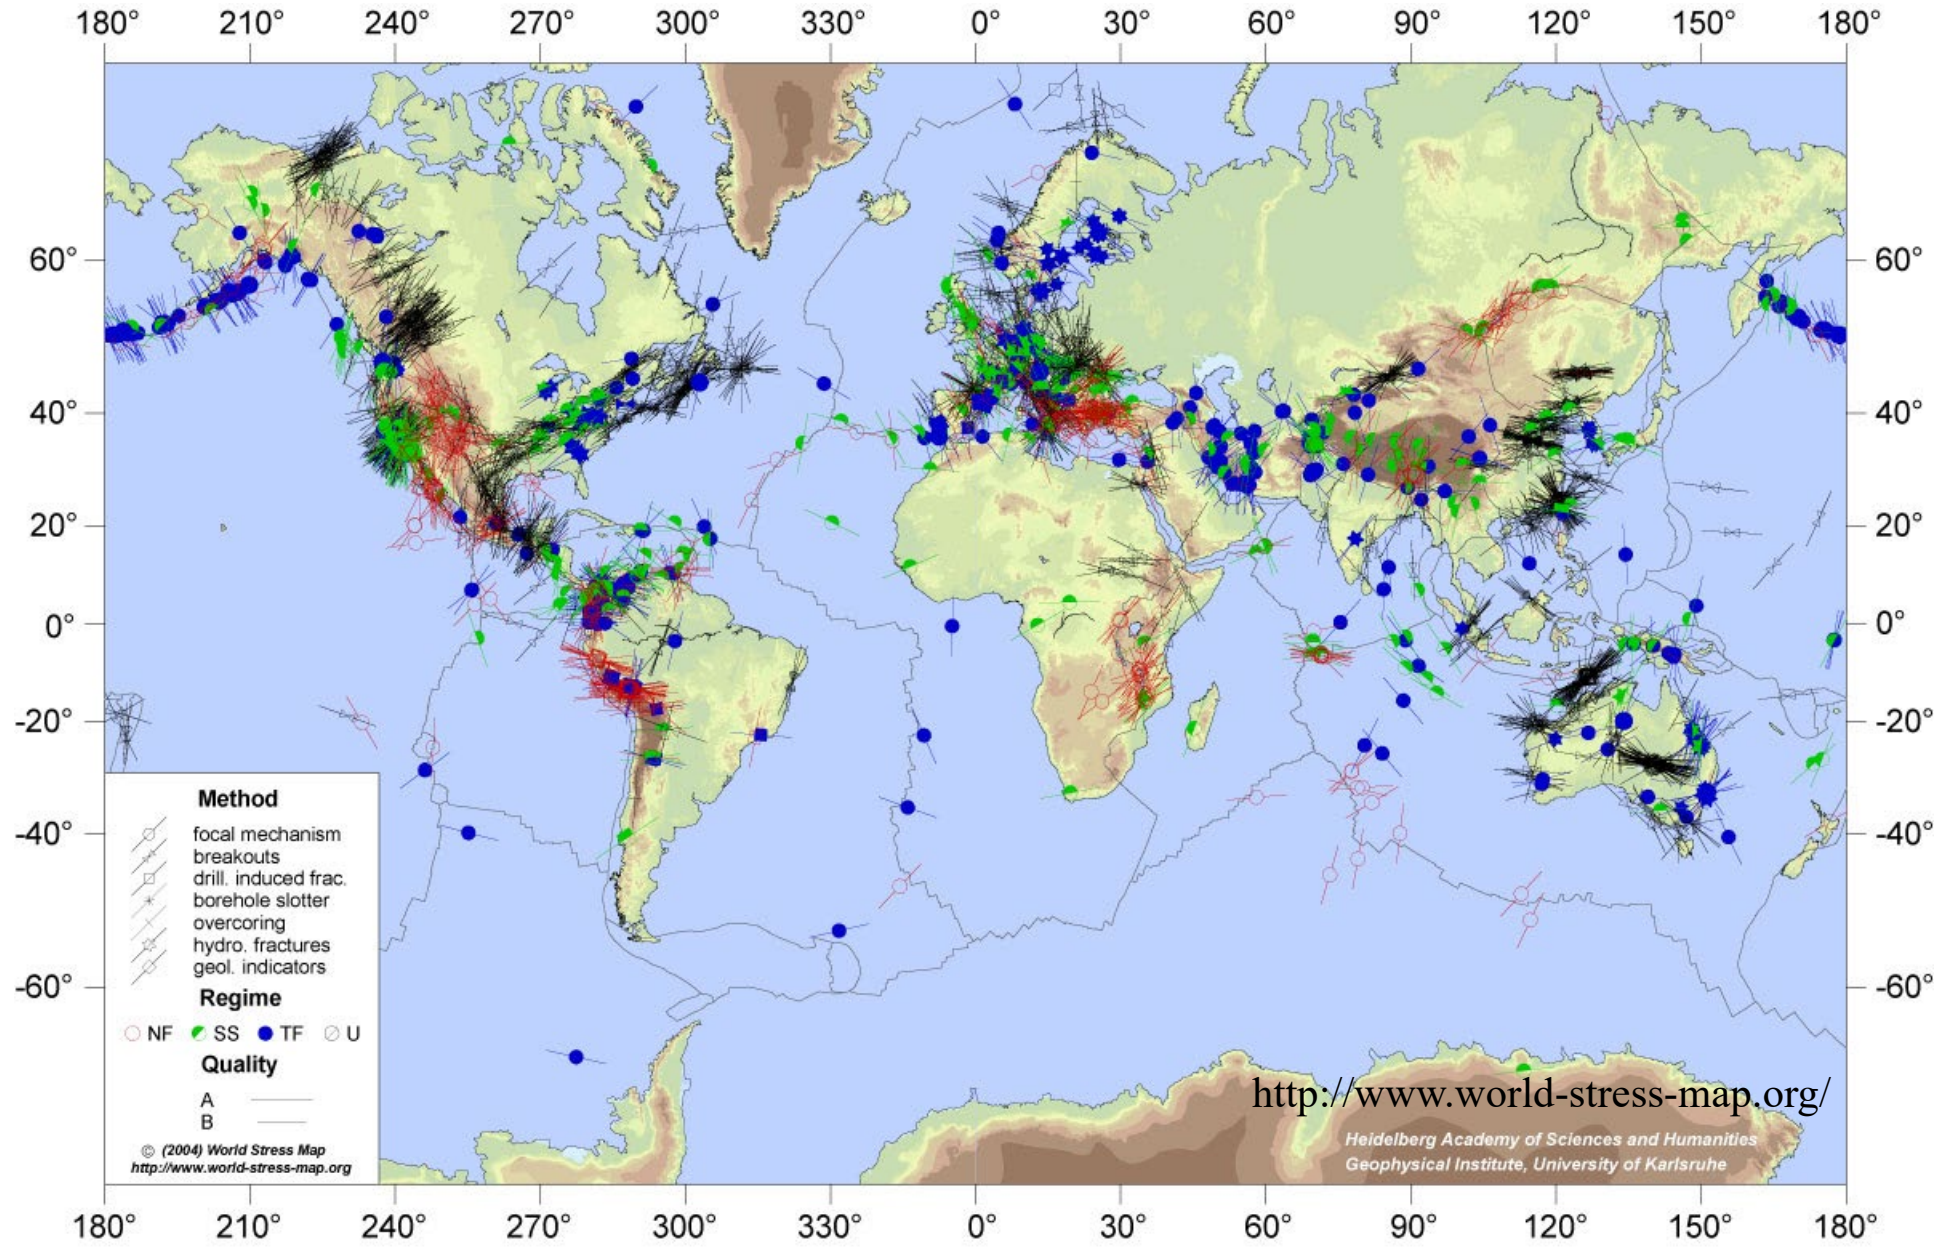 180° 210° 240° 270° 300° 330° 0° 30° 60° 90° 120° 150° 180°
60° 60°
40° 40°
20° 20°
0° 0°
-20° -20°
-40° -40°
-60° -60°
Method
focal mechanism
breakouts
drill. induced frac.
borehole slotter
overcoring
hydro. fractures
geol. indicators
Regime
NF SS TF U
Quality
A
B
© (2004) World Stress Map
http://www.world-stress-map.org
http://www.world-stress-map.org/
Heidelberg Academy of Sciences and Humanities
Geophysical Institute, University of Karlsruhe
180° 210° 240° 270° 300° 330° 0° 30° 60° 90° 120° 150° 180°